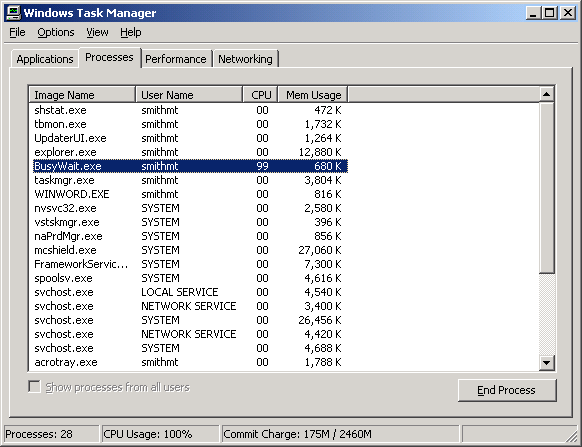 Windows Task Manager
File Options View Help
Applications Processes Performance Networking
Image Name User Name CPU Mem Usage
shstat.exe smithmt 00 472 K
tbmon.exe smithmt 00 1,732 K
UpdaterUI.exe smithmt 00 1,264 K
explorer.exe smithmt 00 12,880 K
BusyWait.exe smithmt 99 680 K
taskmgr.exe smithmt 00 3,804 K
WINWORD.EXE smithmt 00 816 K
nvsvc32.exe SYSTEM 00 2,580 K
vstskmgr.exe SYSTEM 00 396 K
naPrdMgr.exe SYSTEM 00 856 K
mcshield.exe SYSTEM 00 27,060 K
FrameworkServic... SYSTEM 00 7,300 K
spoolsv.exe SYSTEM 00 4,616 K
svchost.exe LOCAL SERVICE 00 4,540 K
svchost.exe NETWORK SERVICE 00 3,400 K
svchost.exe SYSTEM 00 26,456 K
svchost.exe NETWORK SERVICE 00 4,420 K
svchost.exe SYSTEM 00 4,688 K
acrotray.exe smithmt 00 1,788 K
Show processes from all users
End Process
Processes: 28 CPU Usage: 100% Commit Charge: 175M / 2460M